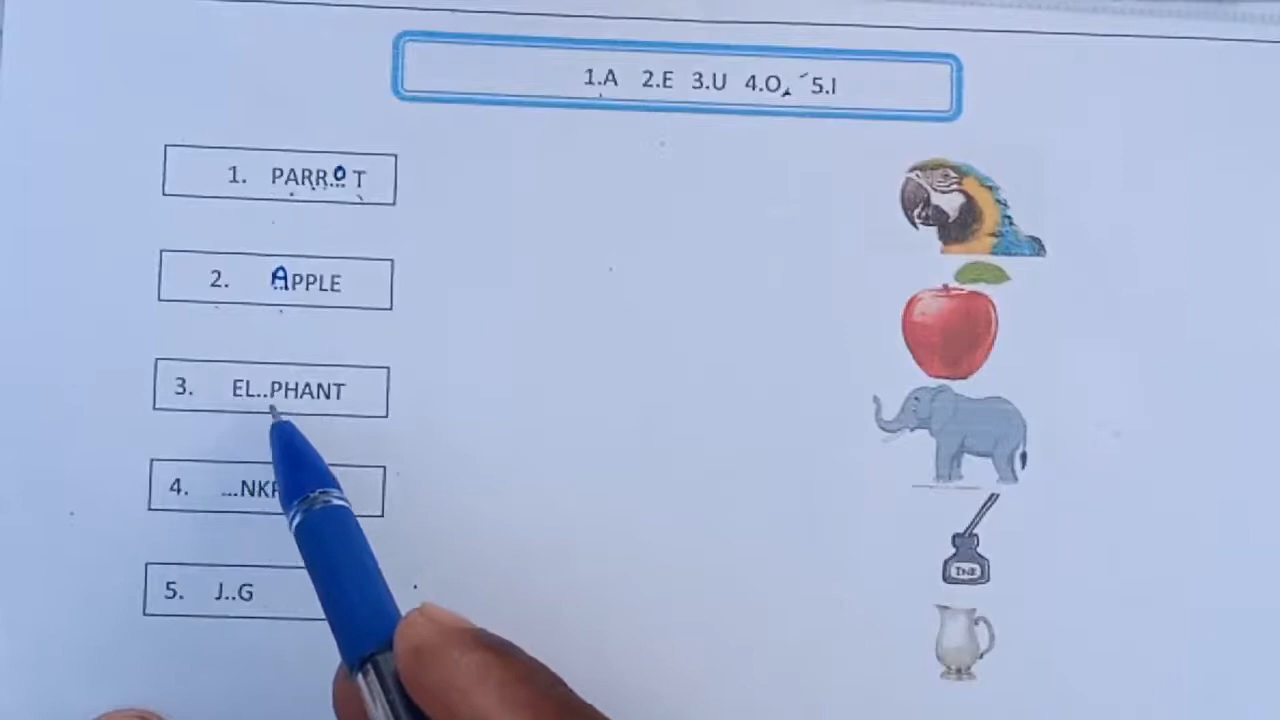 1.A 2.E 3.U 4.O 5.I
1. PARROT
2. APPLE
3. EL..PHANT
4. ...NK
5. J..G
INK